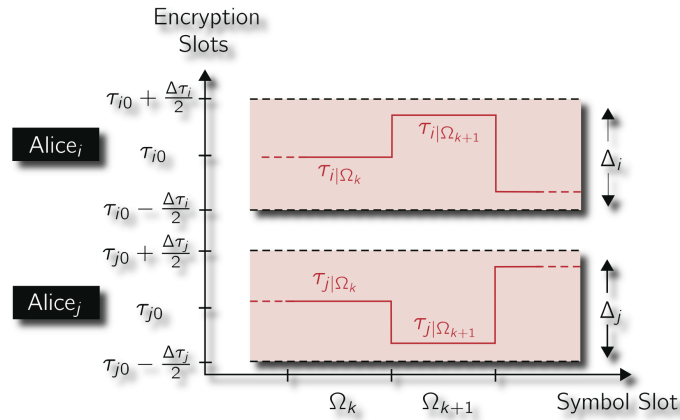 Encryption
Slots
τ_{i0} + Δτ_i/2
Alice_i
τ_{i0}
τ_{i|Ω_{k+1}}
τ_{i|Ω_k}
Δ_i
τ_{i0} − Δτ_i/2
τ_{j0} + Δτ_j/2
τ_{j|Ω_k}
Alice_j
τ_{j0}
τ_{j|Ω_{k+1}}
Δ_j
τ_{j0} − Δτ_j/2
Ω_k
Ω_{k+1}
Symbol Slot